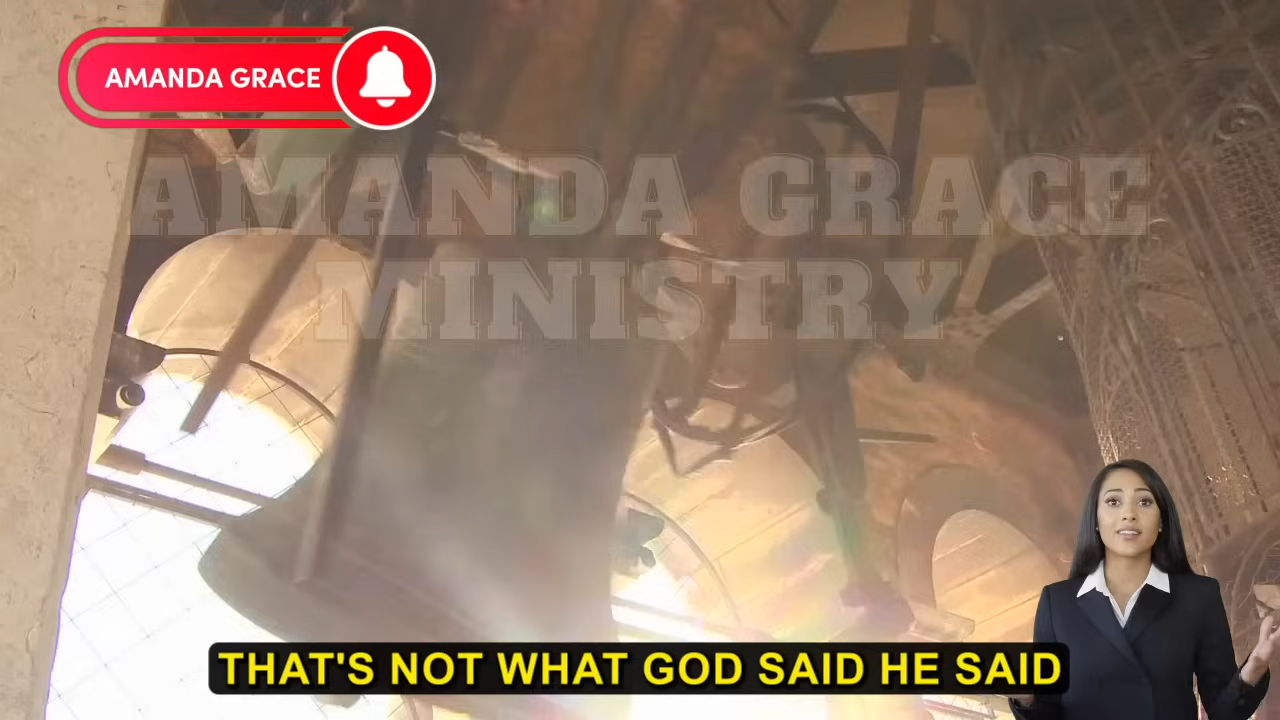 AMANDA GRACE
AMANDA GRACE
MINISTRY
THAT'S NOT WHAT GOD SAID HE SAID